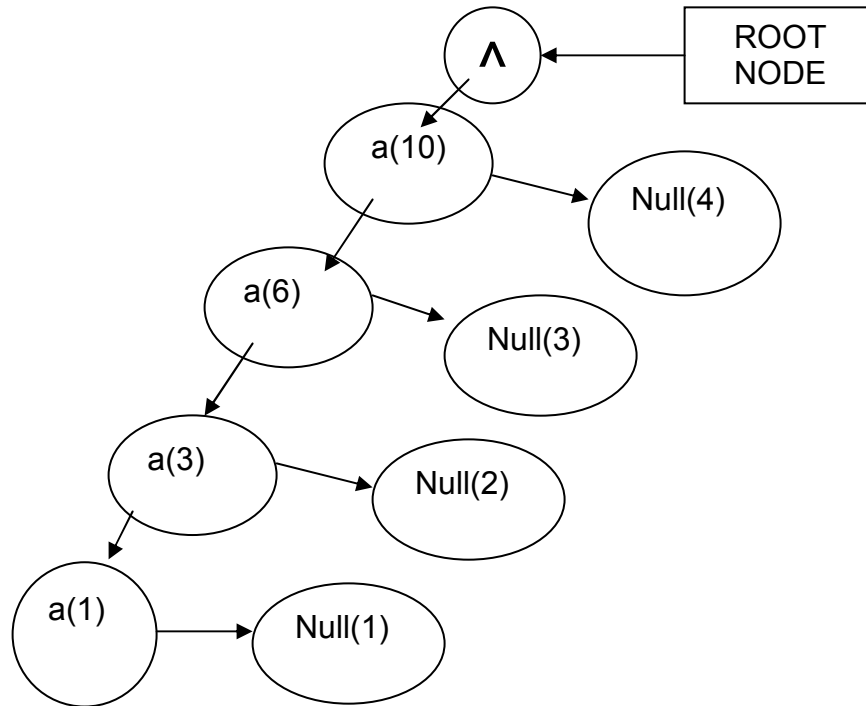 ROOT
NODE
∧
a(10)
Null(4)
a(6)
Null(3)
a(3)
Null(2)
a(1)
Null(1)